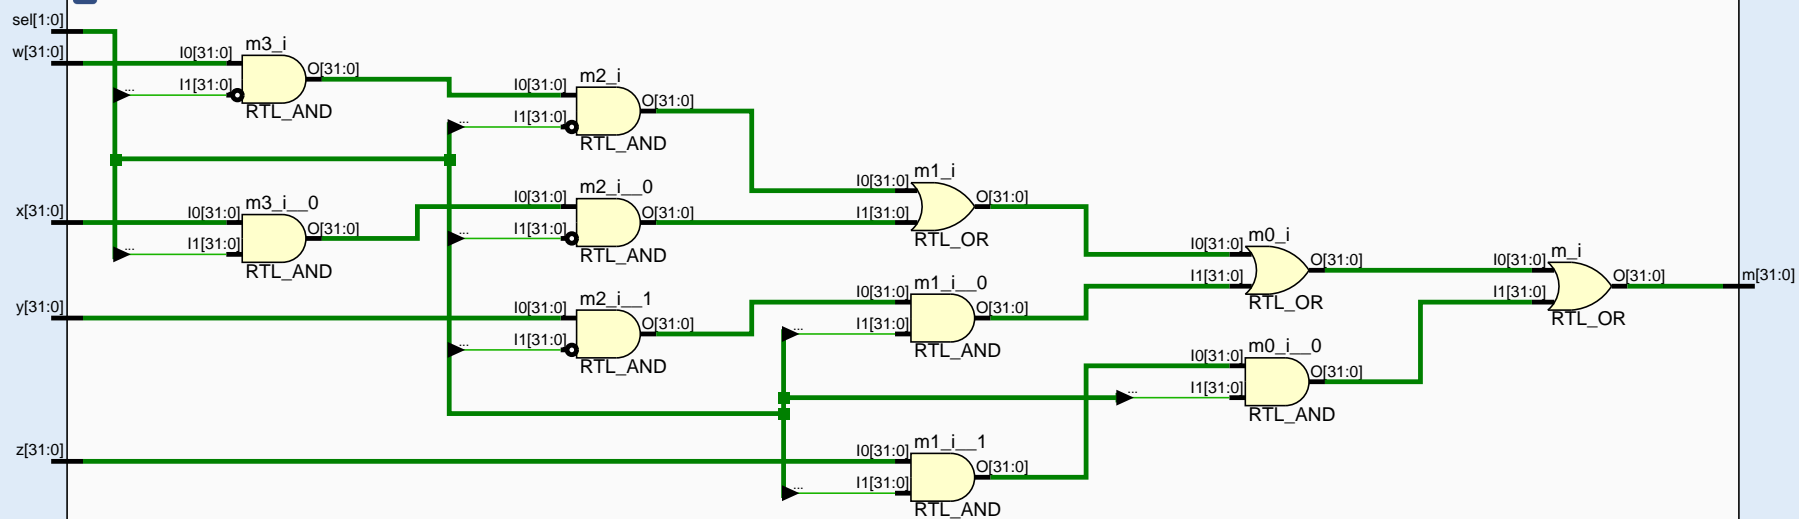 sel[1:0]
w[31:0]
I0[31:0]
m3_i
O[31:0]
I1[31:0]
...
RTL_AND
m2_i
I0[31:0]
O[31:0]
I1[31:0]
...
RTL_AND
x[31:0]
I0[31:0]
m3_i__0
O[31:0]
I1[31:0]
...
RTL_AND
m2_i__0
I0[31:0]
O[31:0]
I1[31:0]
...
RTL_AND
m1_i
I0[31:0]
O[31:0]
I1[31:0]
RTL_OR
y[31:0]
m2_i__1
I0[31:0]
O[31:0]
I1[31:0]
...
RTL_AND
m1_i__0
I0[31:0]
O[31:0]
I1[31:0]
...
RTL_AND
m0_i
I0[31:0]
O[31:0]
I1[31:0]
RTL_OR
m_i
I0[31:0]
O[31:0]
I1[31:0]
RTL_OR
m[31:0]
m0_i__0
I0[31:0]
O[31:0]
I1[31:0]
...
RTL_AND
z[31:0]
m1_i__1
I0[31:0]
O[31:0]
I1[31:0]
...
RTL_AND